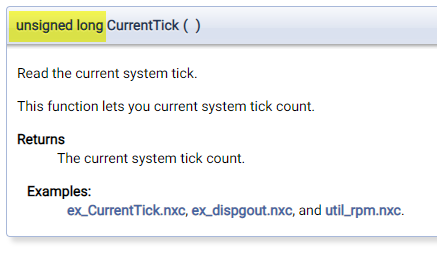 unsigned long CurrentTick ( )
Read the current system tick.
This function lets you current system tick count.
Returns
The current system tick count.
Examples:
ex_CurrentTick.nxc, ex_dispgout.nxc, and util_rpm.nxc.